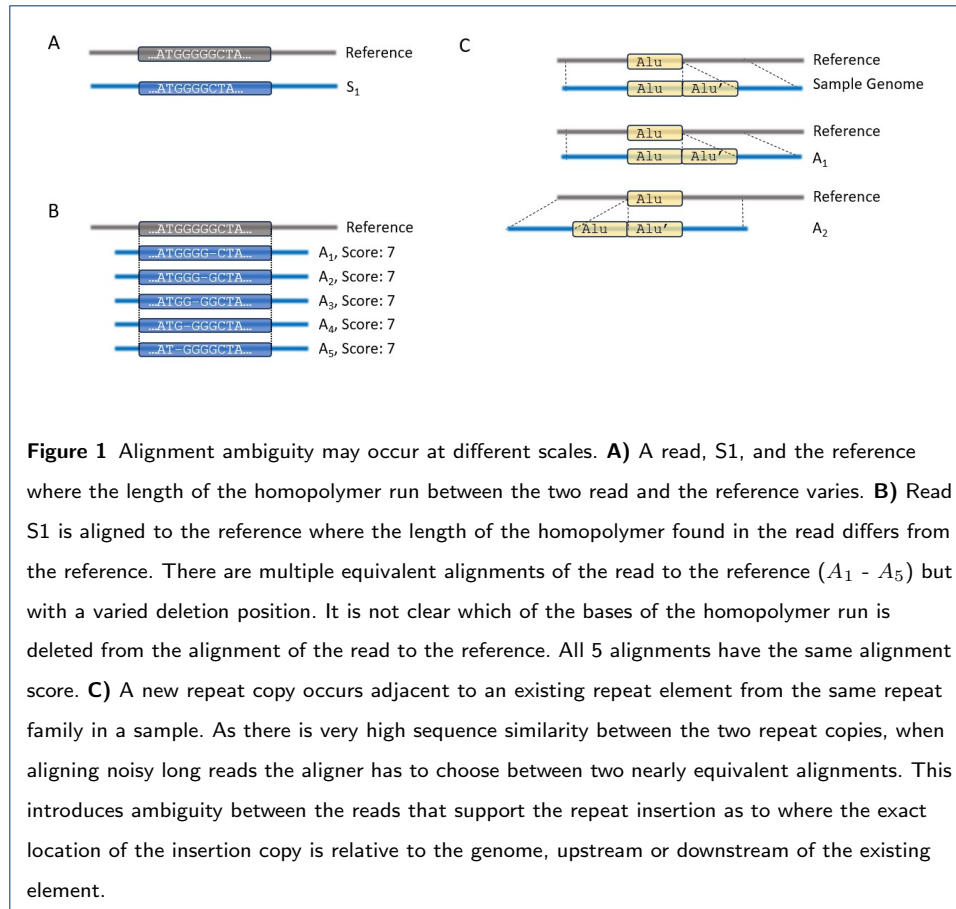 A
...ATGGGGGCTA... Reference
...ATGGGGCTA... S1
B
...ATGGGGGCTA... Reference
...ATGGGG-CTA... A1, Score: 7
...ATGGG-GCTA... A2, Score: 7
...ATGG-GGCTA... A3, Score: 7
...ATG-GGGCTA... A4, Score: 7
...AT-GGGGCTA... A5, Score: 7
C
Alu Reference
Alu Alu' Sample Genome
Alu Reference
Alu Alu' A1
Alu Reference
Alu Alu' A2
Figure 1 Alignment ambiguity may occur at different scales. A) A read, S1, and the reference
where the length of the homopolymer run between the two read and the reference varies. B) Read
S1 is aligned to the reference where the length of the homopolymer found in the read differs from
the reference. There are multiple equivalent alignments of the read to the reference (A1 - A5) but
with a varied deletion position. It is not clear which of the bases of the homopolymer run is
deleted from the alignment of the read to the reference. All 5 alignments have the same alignment
score. C) A new repeat copy occurs adjacent to an existing repeat element from the same repeat
family in a sample. As there is very high sequence similarity between the two repeat copies, when
aligning noisy long reads the aligner has to choose between two nearly equivalent alignments. This
introduces ambiguity between the reads that support the repeat insertion as to where the exact
location of the insertion copy is relative to the genome, upstream or downstream of the existing
element.